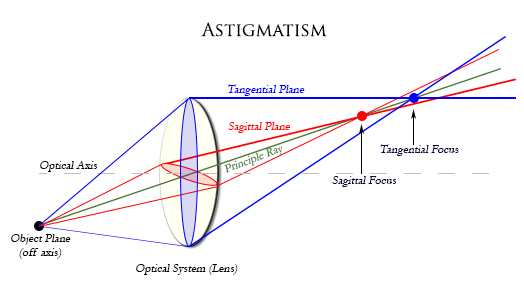 ASTIGMATISM
Tangential Plane
Sagittal Plane
Principle Ray
Optical Axis
Tangential Focus
Sagittal Focus
Object Plane
(off axis)
Optical System (Lens)